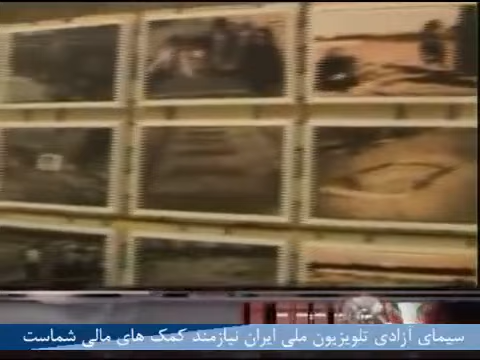 سیمای آزادی تلویزیون ملی ایران نیازمند کمک های مالی شماست